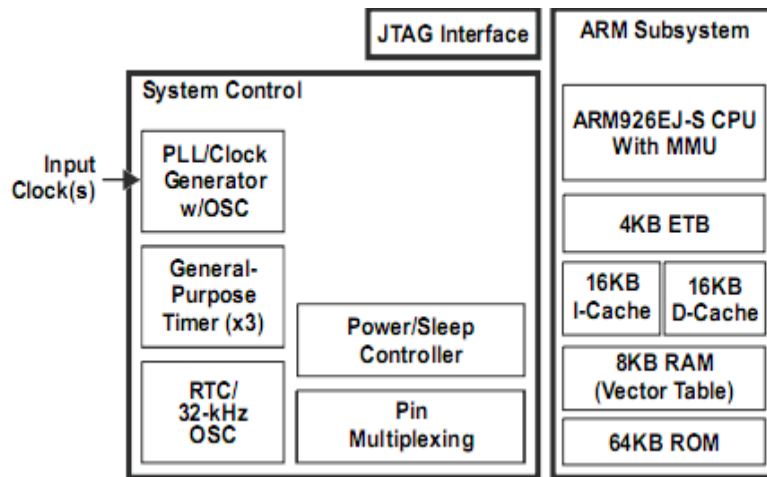 JTAG Interface
System Control
Input
Clock(s)
PLL/Clock
Generator
w/OSC
General-
Purpose
Timer (x3)
RTC/
32-kHz
OSC
Power/Sleep
Controller
Pin
Multiplexing
ARM Subsystem
ARM926EJ-S CPU
With MMU
4KB ETB
16KB
I-Cache
16KB
D-Cache
8KB RAM
(Vector Table)
64KB ROM